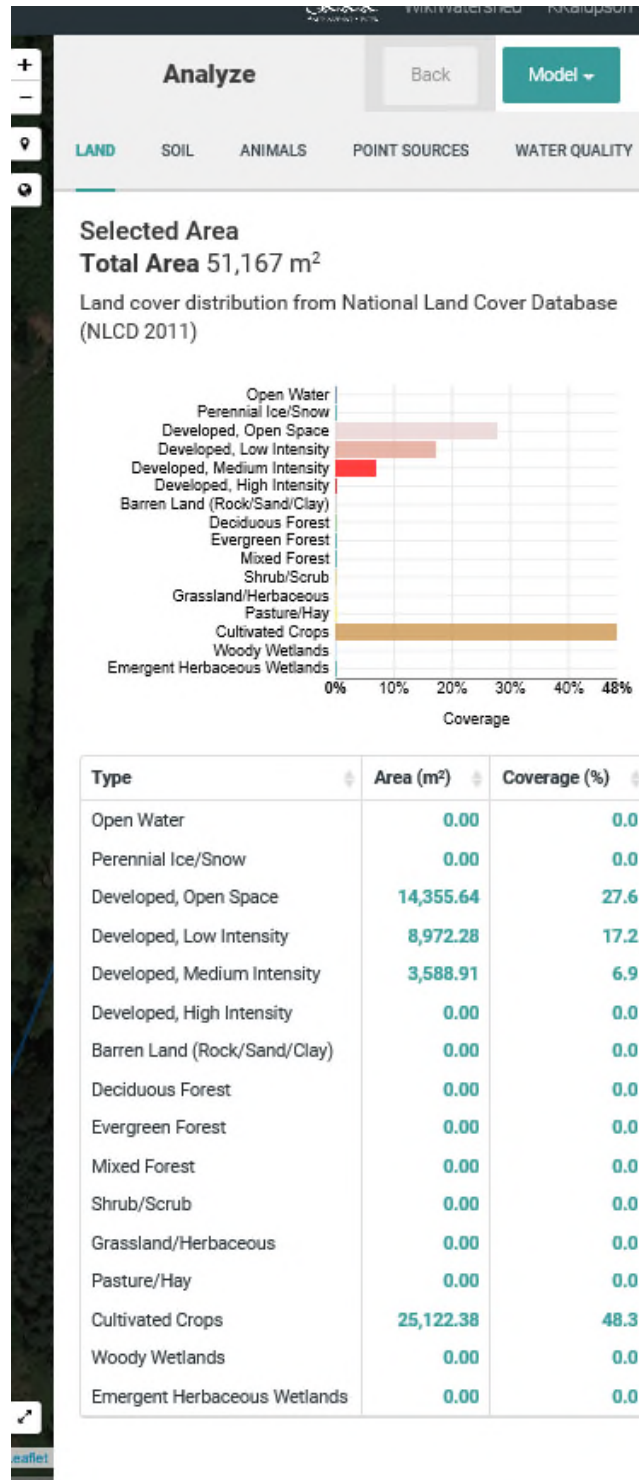 WikiWatershed KKalupson
+
−
Analyze Back Model
LAND SOIL ANIMALS POINT SOURCES WATER QUALITY
Selected Area
Total Area 51,167 m²
Land cover distribution from National Land Cover Database
(NLCD 2011)
Open Water
Perennial Ice/Snow
Developed, Open Space
Developed, Low Intensity
Developed, Medium Intensity
Developed, High Intensity
Barren Land (Rock/Sand/Clay)
Deciduous Forest
Evergreen Forest
Mixed Forest
Shrub/Scrub
Grassland/Herbaceous
Pasture/Hay
Cultivated Crops
Woody Wetlands
Emergent Herbaceous Wetlands
0% 10% 20% 30% 40% 48%
Coverage
Type Area (m²) Coverage (%)
Open Water 0.00 0.0
Perennial Ice/Snow 0.00 0.0
Developed, Open Space 14,355.64 27.6
Developed, Low Intensity 8,972.28 17.2
Developed, Medium Intensity 3,588.91 6.9
Developed, High Intensity 0.00 0.0
Barren Land (Rock/Sand/Clay) 0.00 0.0
Deciduous Forest 0.00 0.0
Evergreen Forest 0.00 0.0
Mixed Forest 0.00 0.0
Shrub/Scrub 0.00 0.0
Grassland/Herbaceous 0.00 0.0
Pasture/Hay 0.00 0.0
Cultivated Crops 25,122.38 48.3
Woody Wetlands 0.00 0.0
Emergent Herbaceous Wetlands 0.00 0.0
eaflet